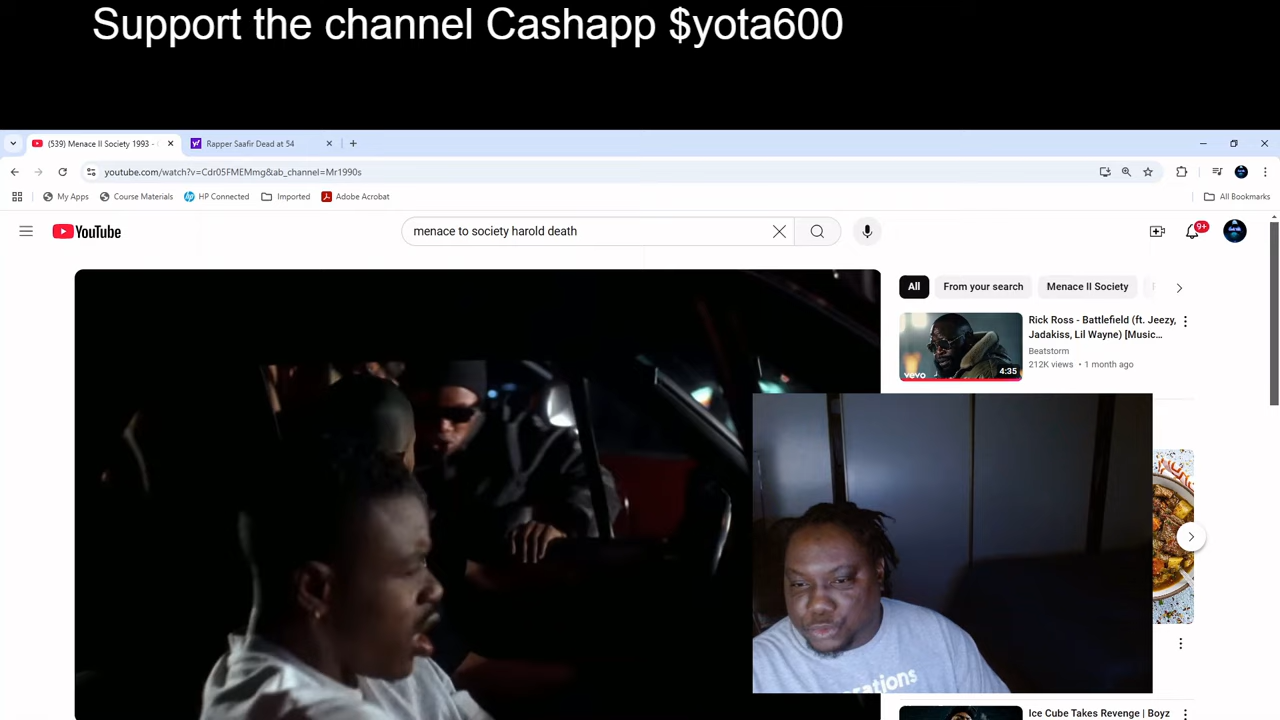 Support the channel Cashapp $yota600
(539) Menace II Society 1993 -
Rapper Saafir Dead at 54
youtube.com/watch?v=Cdr05FMEMmg&ab_channel=Mr1990s
My Apps
Course Materials
HP Connected
Imported
Adobe Acrobat
All Bookmarks
YouTube
menace to society harold death
9+
All
From your search
Menace II Society
Rick Ross - Battlefield (ft. Jeezy,
Jadakiss, Lil Wayne) [Music...
Beatstorm
212K views • 1 month ago
vevo
4:35
erations
Ice Cube Takes Revenge | Boyz